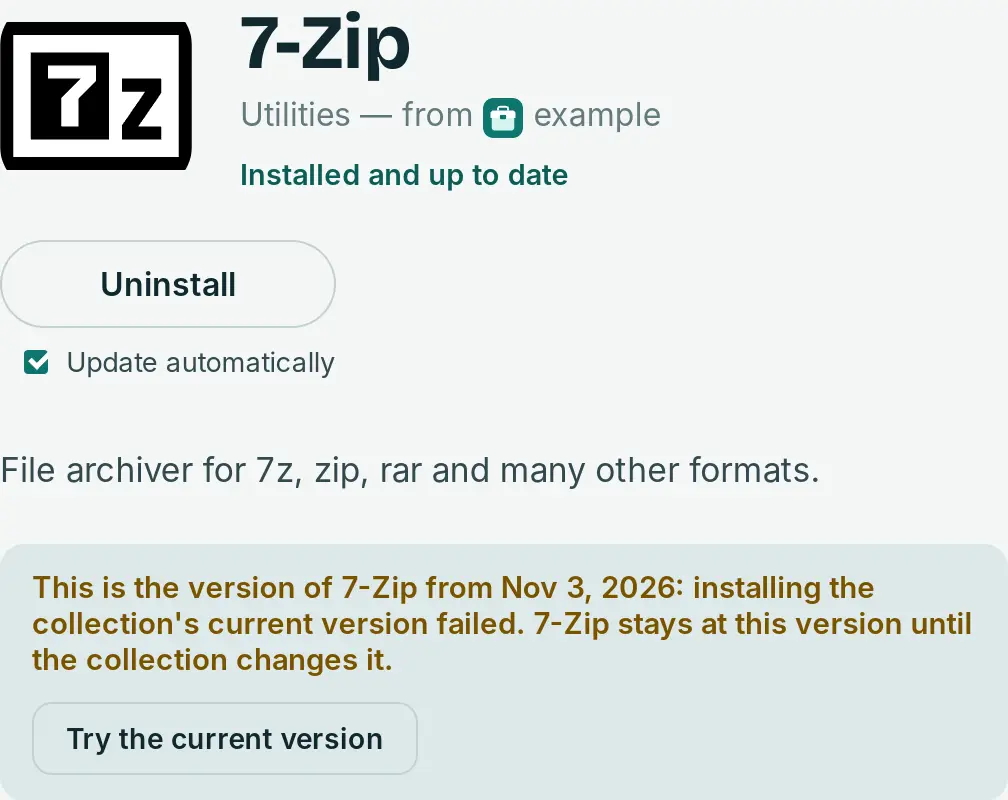 7z
7-Zip
Utilities — from example
Installed and up to date
Uninstall
Update automatically
File archiver for 7z, zip, rar and many other formats.
This is the version of 7-Zip from Nov 3, 2026: installing the
collection's current version failed. 7-Zip stays at this version until
the collection changes it.
Try the current version